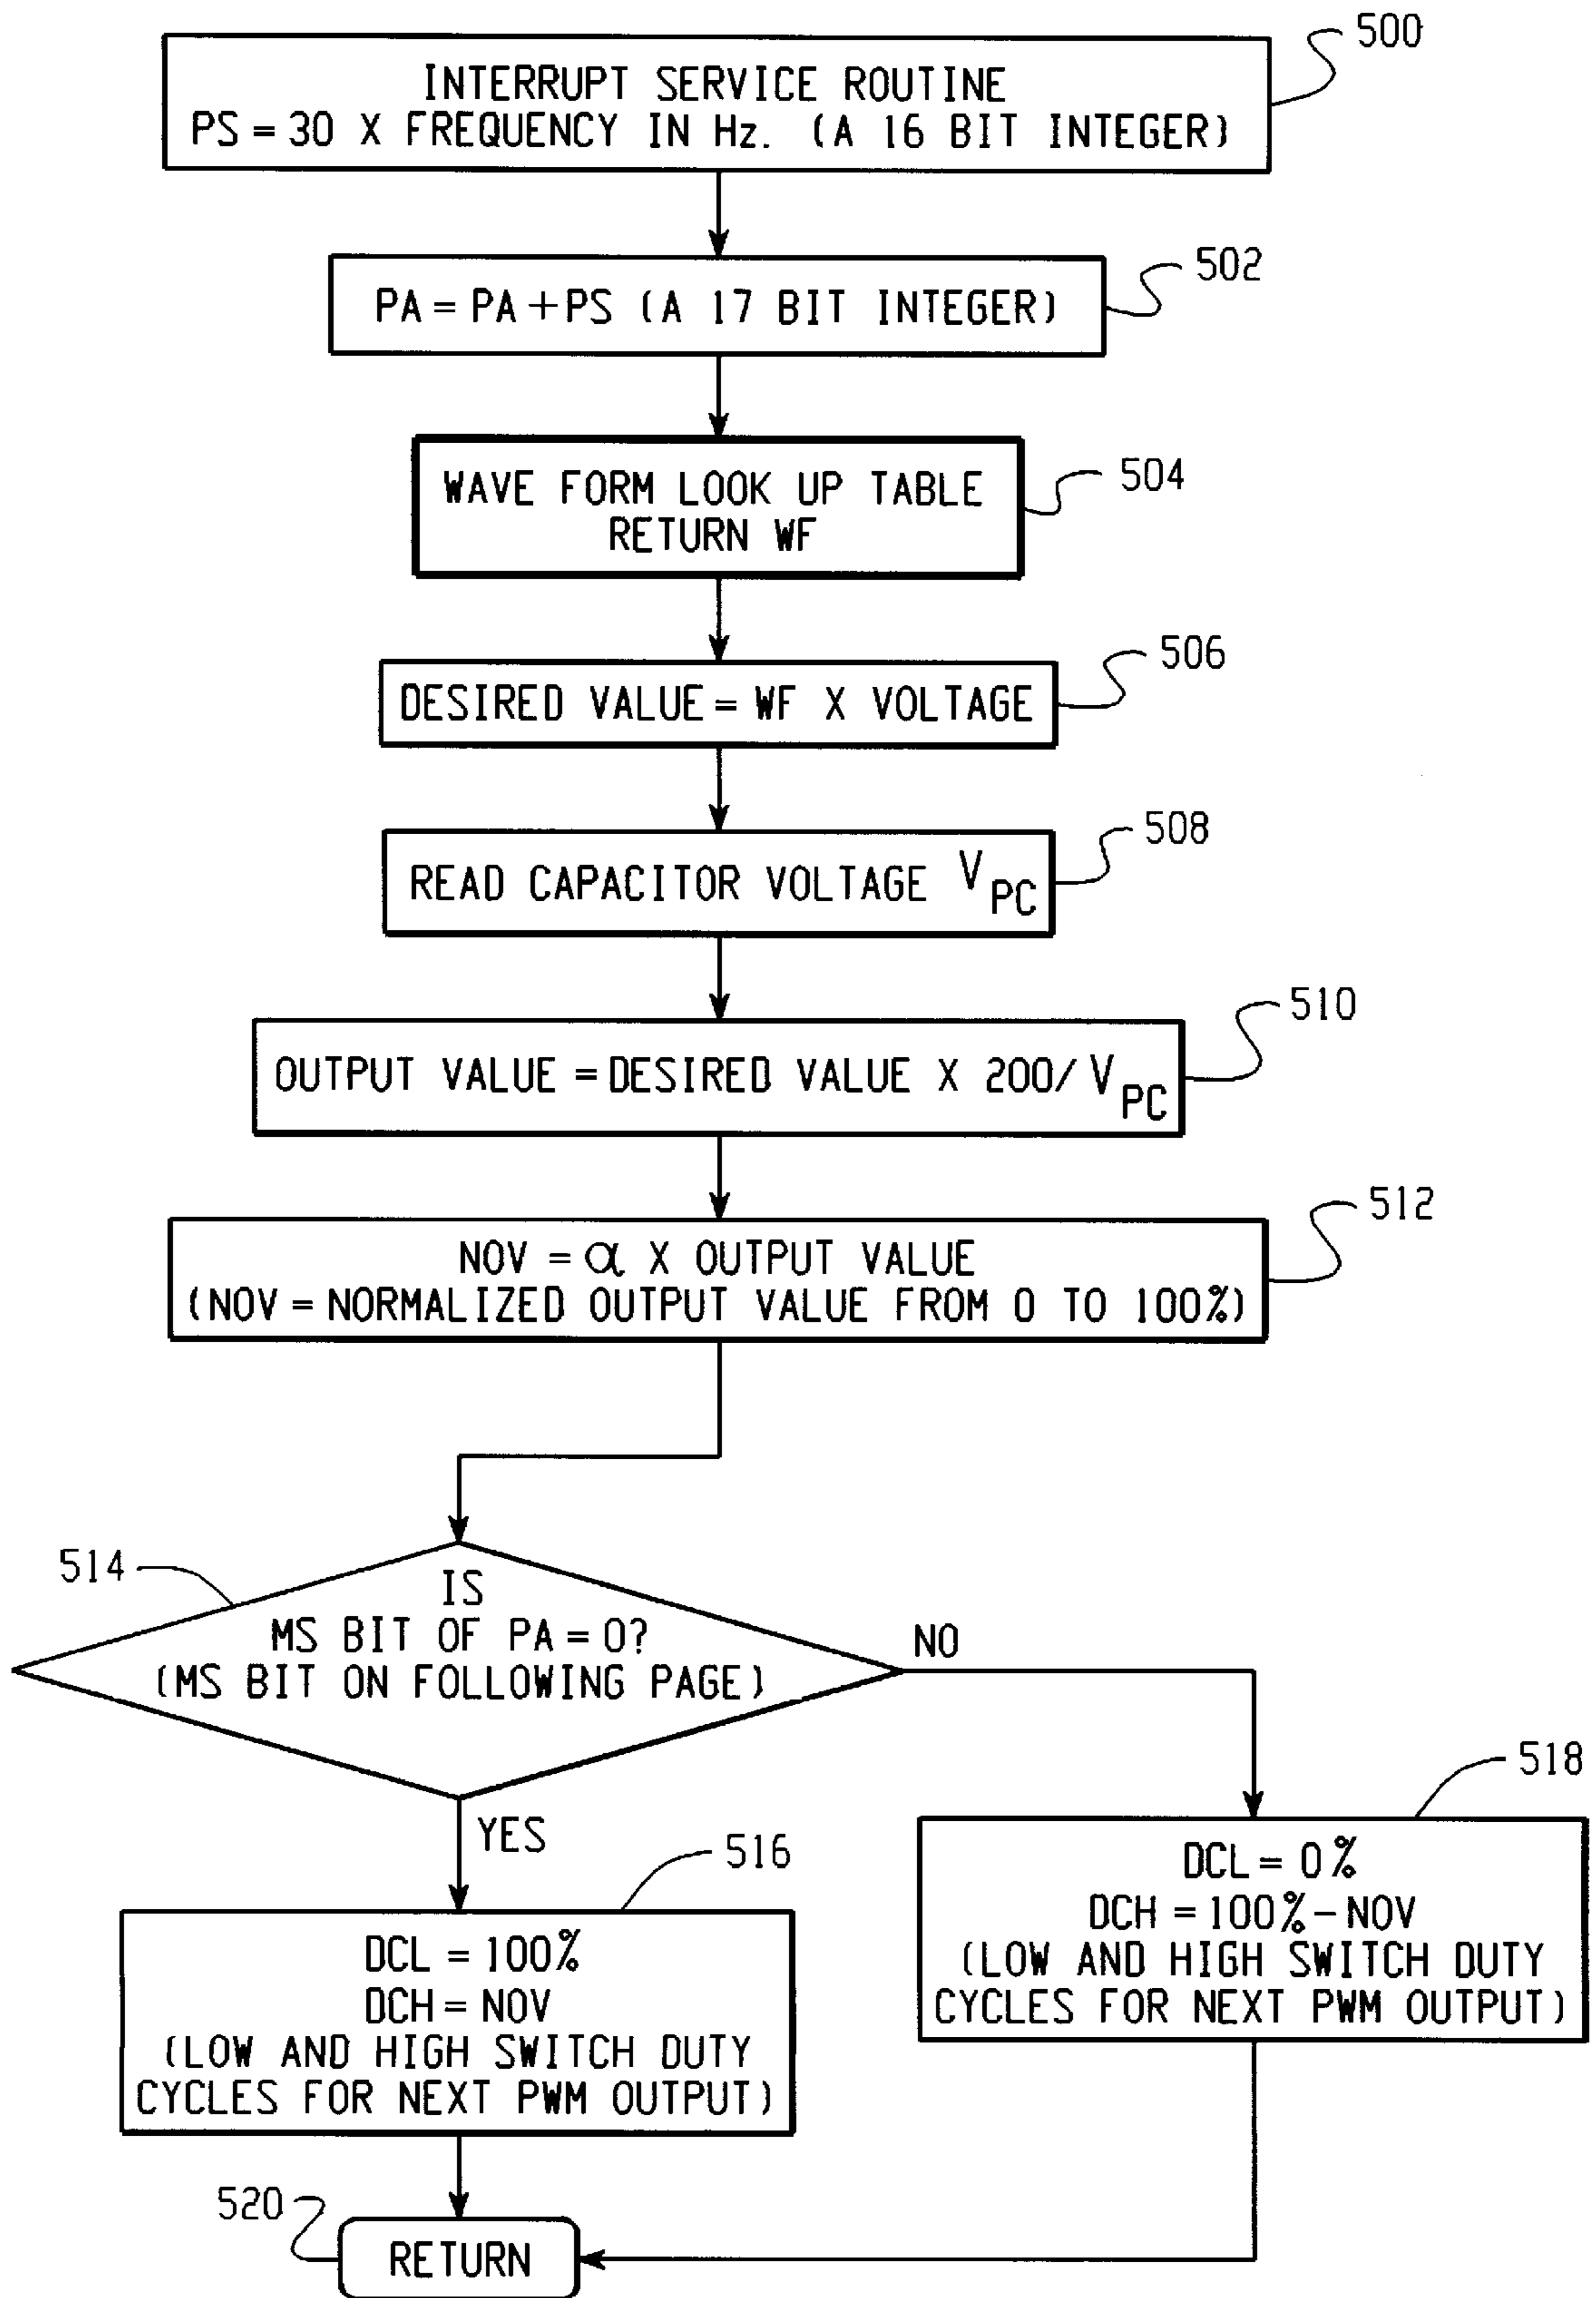 500
INTERRUPT SERVICE ROUTINE
PS = 30 X FREQUENCY IN Hz. (A 16 BIT INTEGER)
502
PA = PA + PS (A 17 BIT INTEGER)
504
WAVE FORM LOOK UP TABLE
RETURN WF
506
DESIRED VALUE = WF X VOLTAGE
508
READ CAPACITOR VOLTAGE VPC
510
OUTPUT VALUE = DESIRED VALUE X 200/ VPC
512
NOV = α X OUTPUT VALUE
(NOV = NORMALIZED OUTPUT VALUE FROM 0 TO 100%)
514
IS
MS BIT OF PA = 0?
(MS BIT ON FOLLOWING PAGE)
NO
YES
518
DCL = 0%
DCH = 100% - NOV
(LOW AND HIGH SWITCH DUTY
CYCLES FOR NEXT PWM OUTPUT)
516
DCL = 100%
DCH = NOV
(LOW AND HIGH SWITCH DUTY
CYCLES FOR NEXT PWM OUTPUT)
520
RETURN